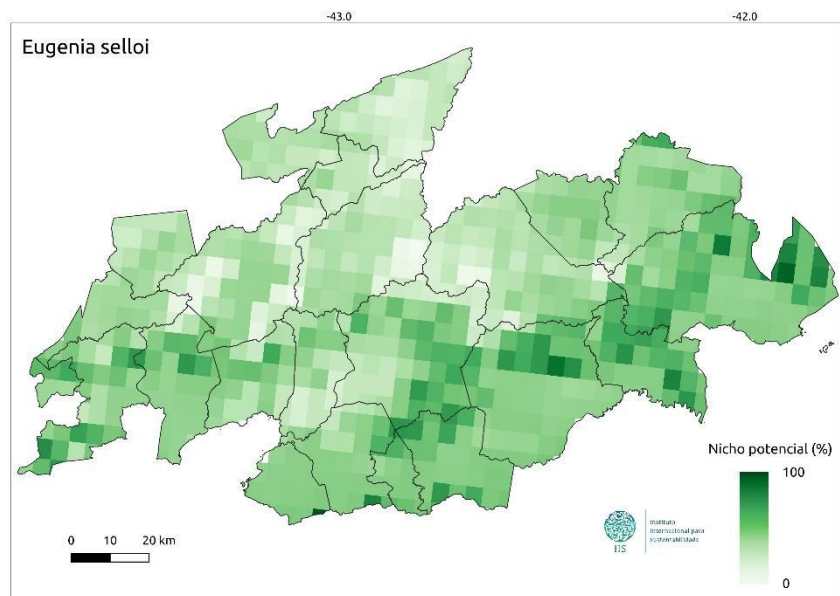 -43.0
-42.0
Eugenia selloi
Nicho potencial (%)
100
0
0 10 20 km
IIS
Instituto
Internacional para
Sustentabilidade